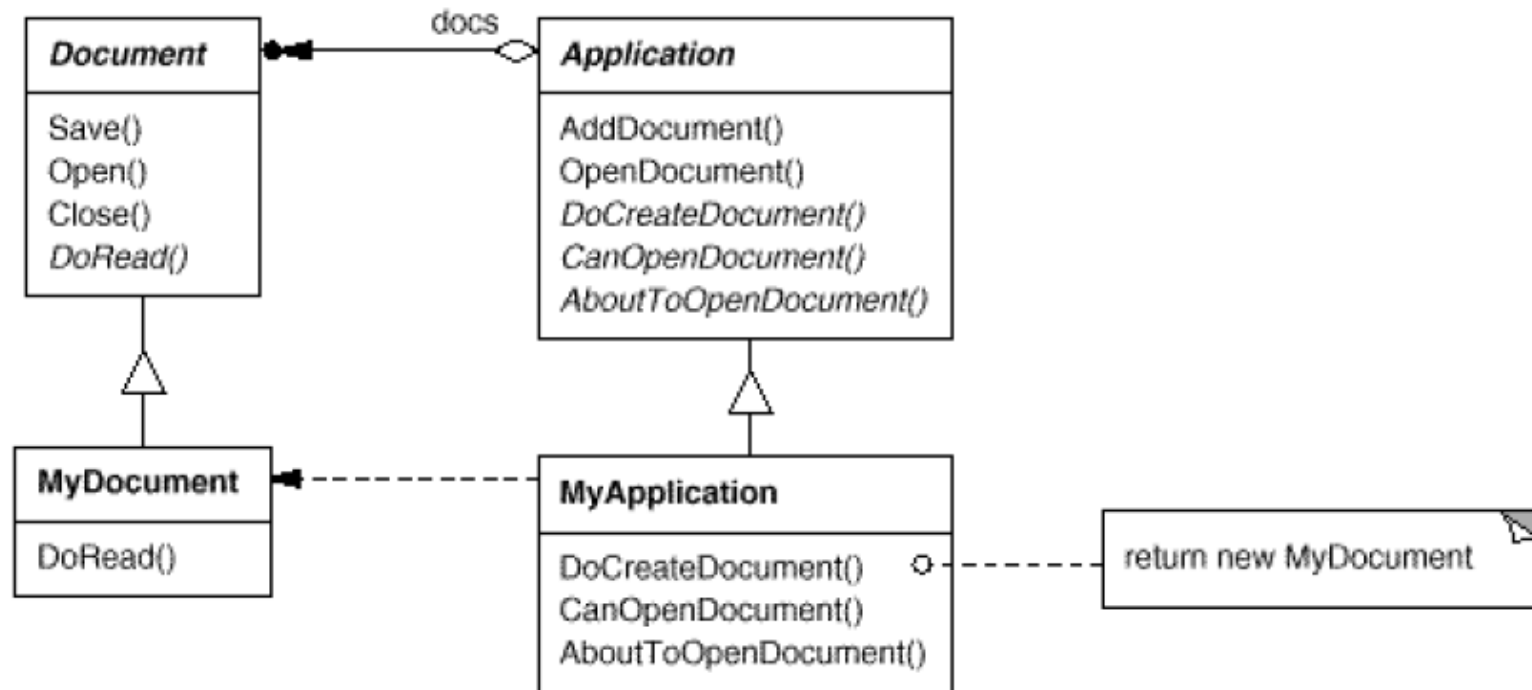 docs
Document
Save()
Open()
Close()
DoRead()
Application
AddDocument()
OpenDocument()
DoCreateDocument()
CanOpenDocument()
AboutToOpenDocument()
MyDocument
DoRead()
MyApplication
DoCreateDocument()
CanOpenDocument()
AboutToOpenDocument()
return new MyDocument